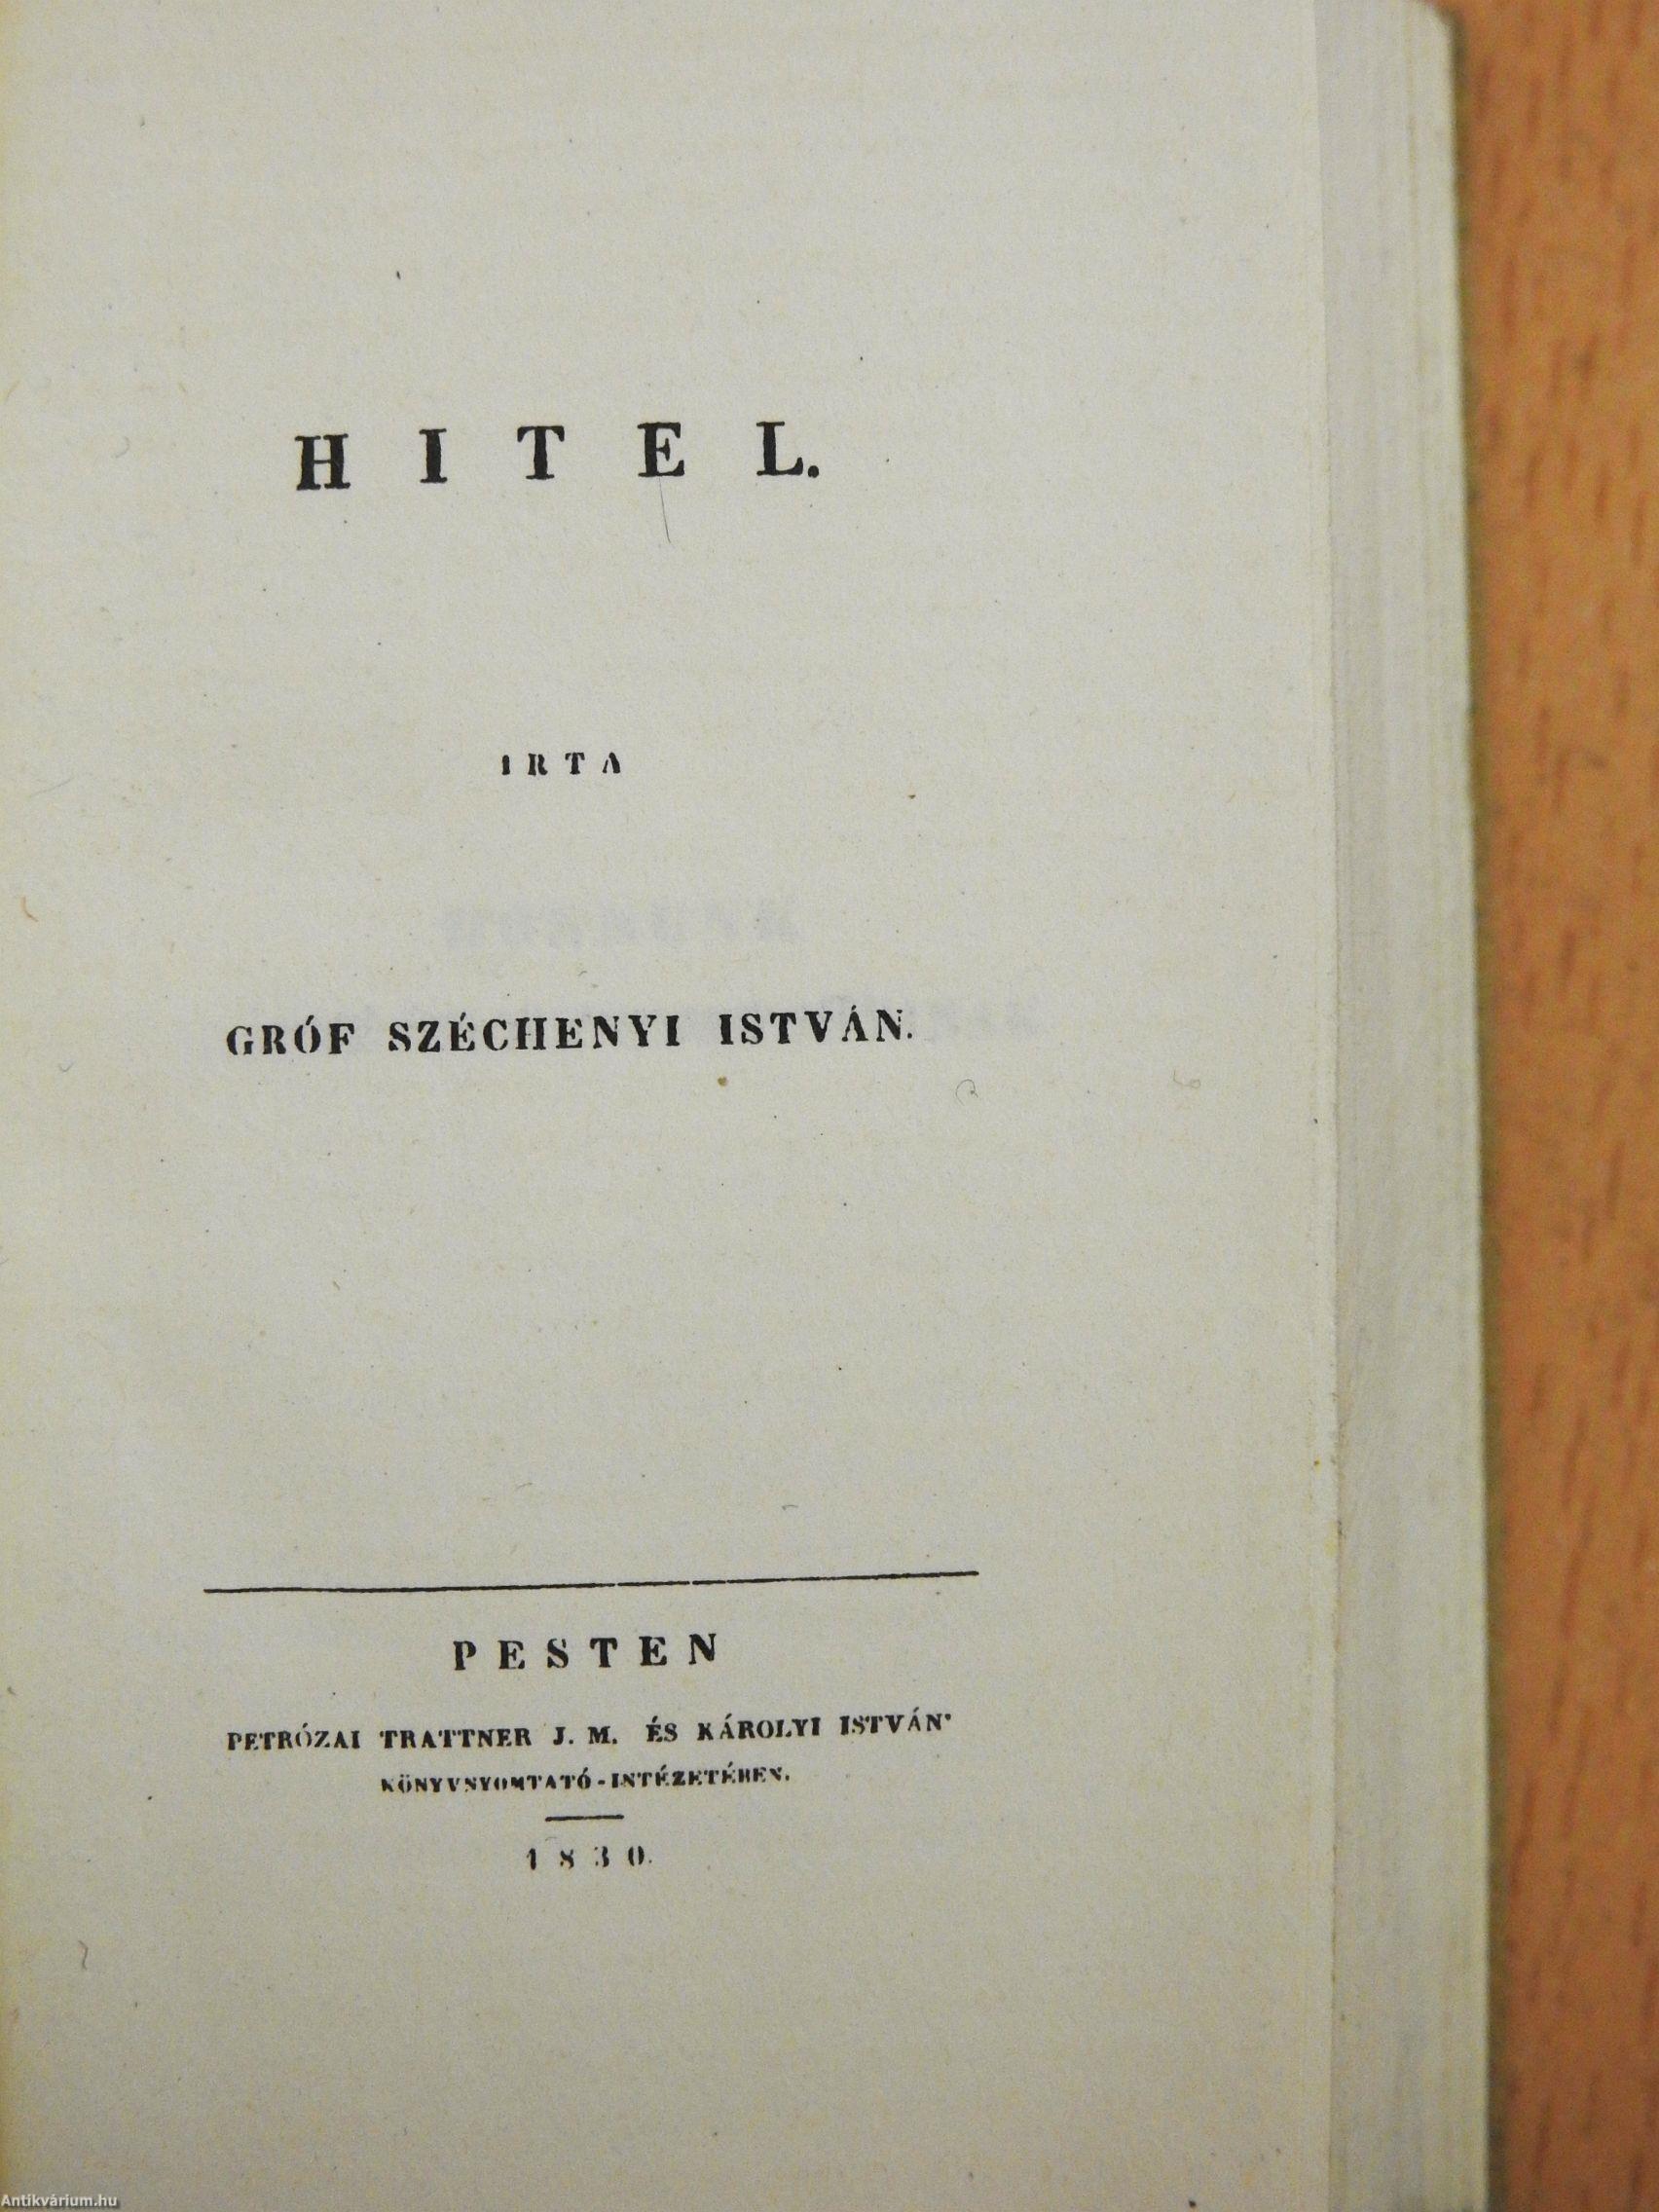 HITEL.
IRTA
GRÓF SZÉCHENYI ISTVÁN.
PESTEN
PETRÓZAI TRATTNER J. M. ÉS KÁROLYI ISTVÁN'
KÖNYVNYOMTATÓ-INTÉZETÉBEN.
1830.
Antikvárium.hu